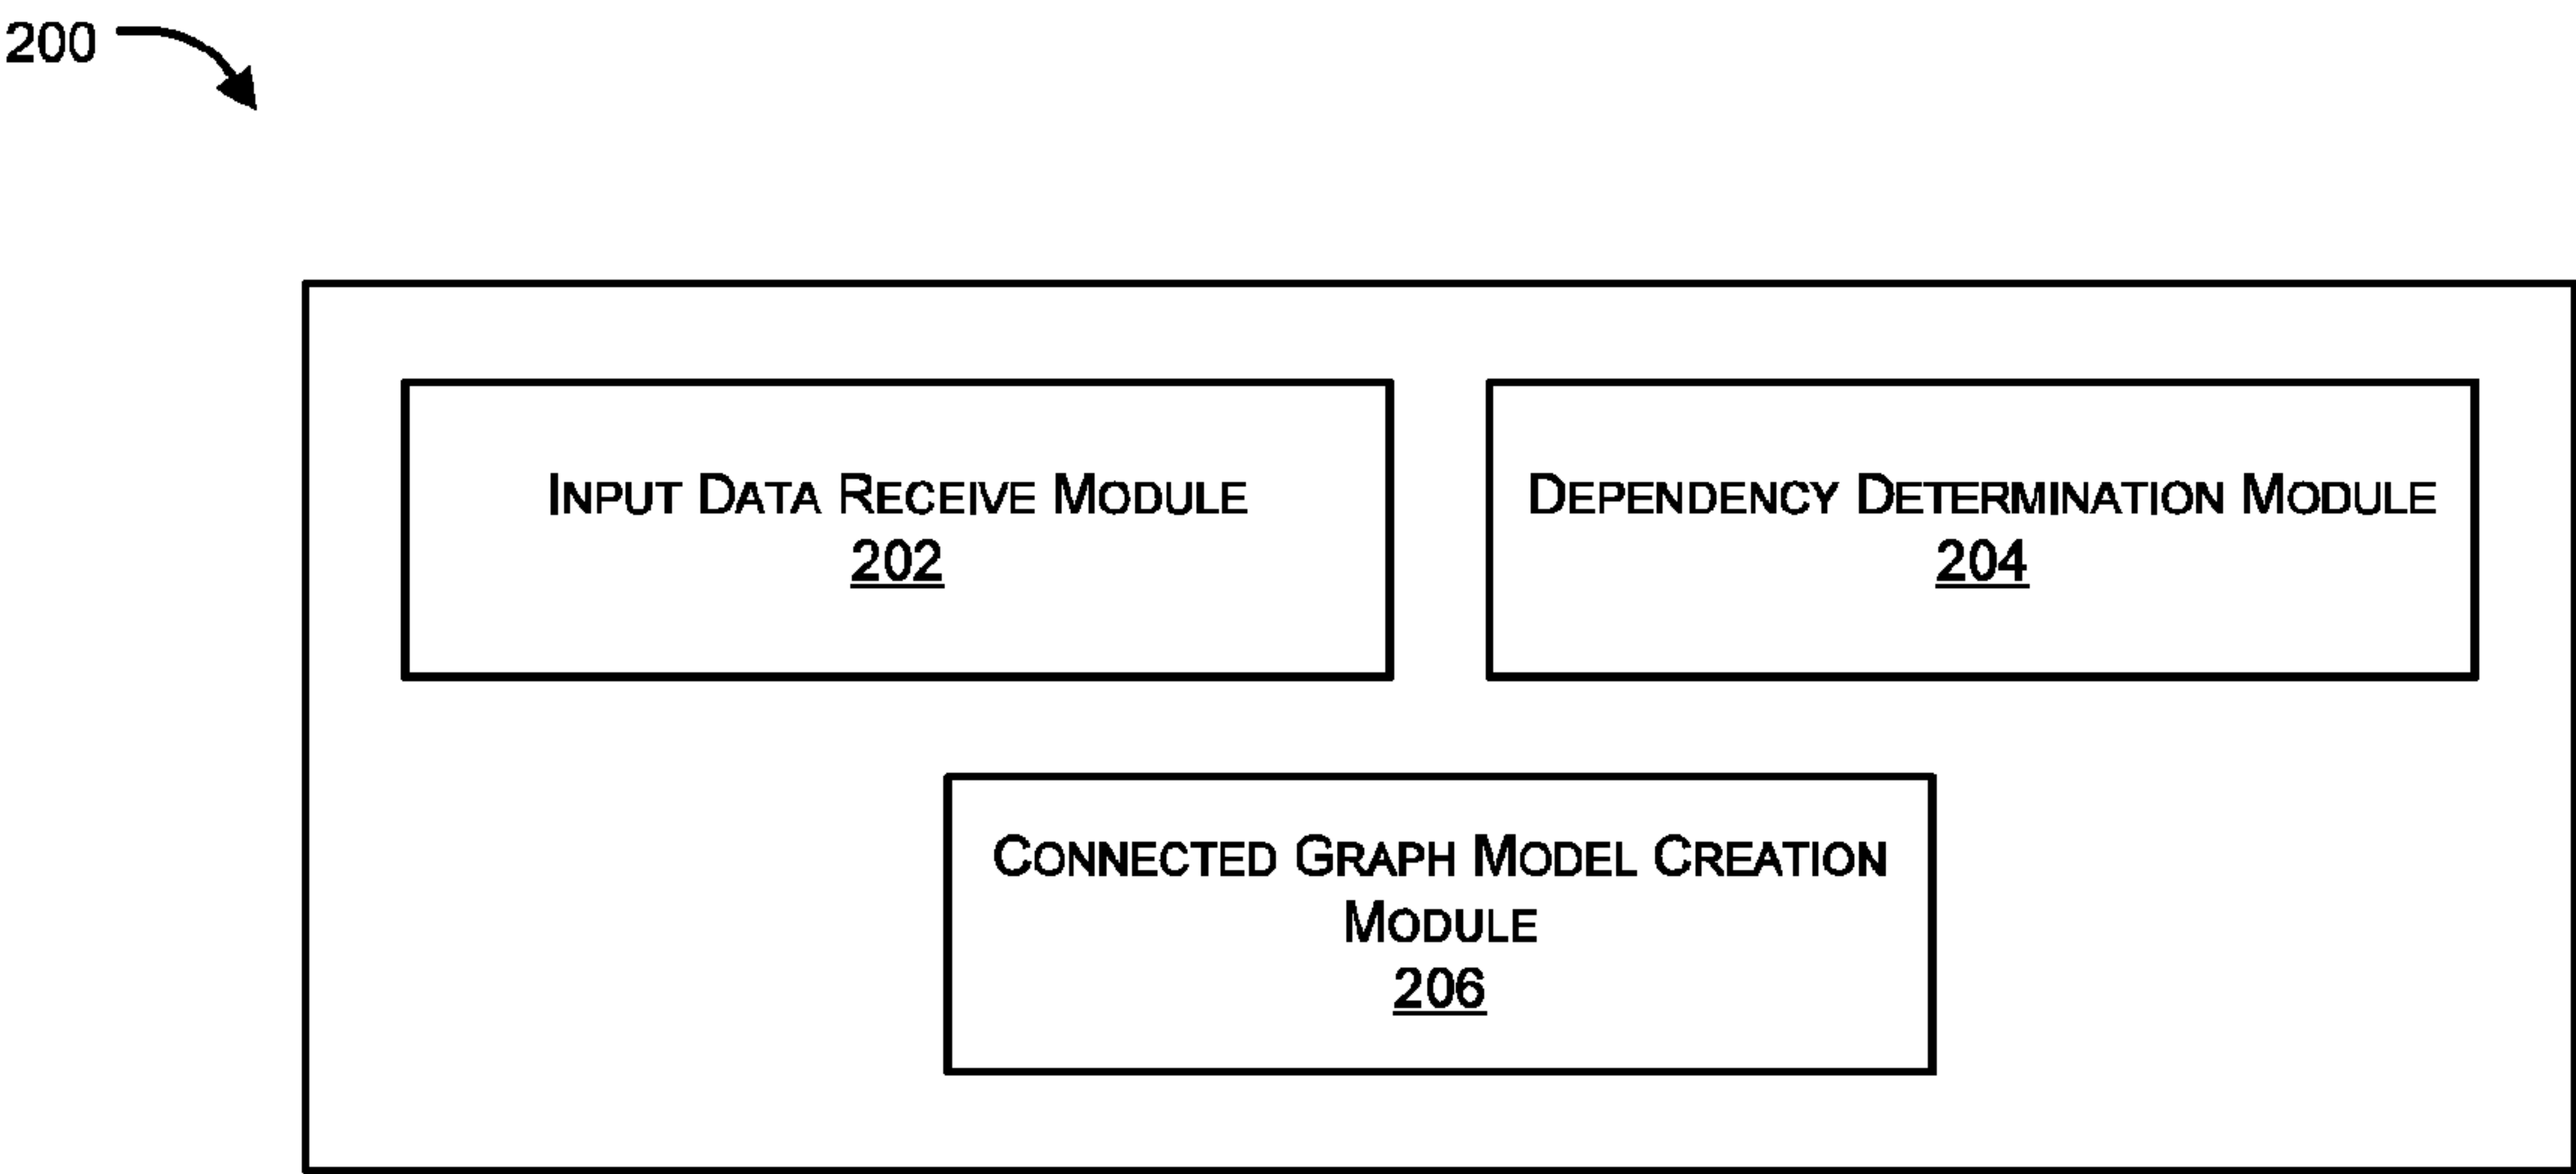 200
INPUT DATA RECEIVE MODULE
202
DEPENDENCY DETERMINATION MODULE
204
CONNECTED GRAPH MODEL CREATION
MODULE
206